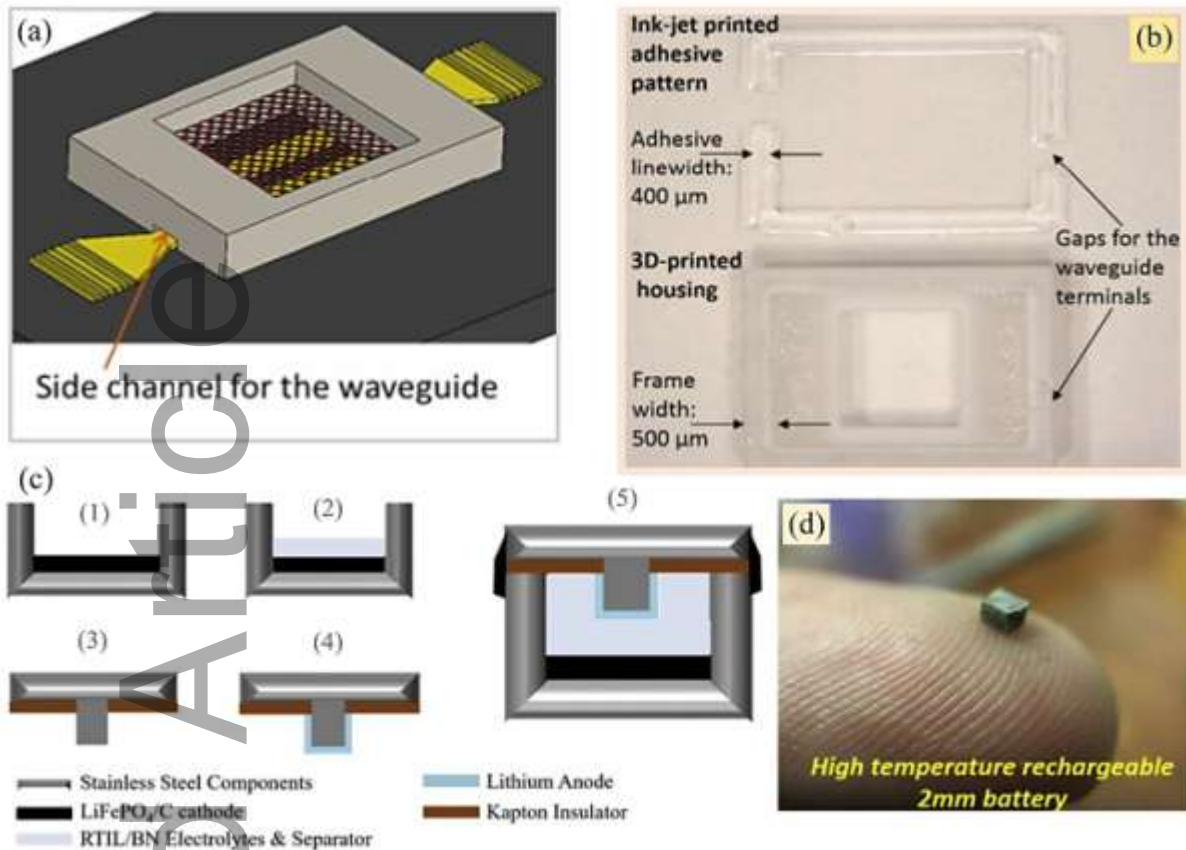 (a)
Side channel for the waveguide
Ink-jet printed
adhesive
pattern
(b)
Adhesive
linewidth:
400 μm
Gaps for the
waveguide
terminals
3D-printed
housing
Frame
width:
500 μm
(c)
(1)
(2)
(3)
(4)
(5)
Stainless Steel Components
LiFePO₄/C cathode
RTIL/BN Electrolytes & Separator
Lithium Anode
Kapton Insulator
(d)
High temperature rechargeable
2mm battery
Article